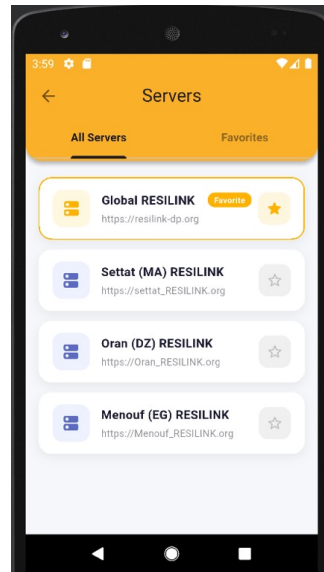 3:59
Servers
All Servers
Favorites
Global RESILINK
Favorite
https://resilink-dp.org
Settat (MA) RESILINK
https://settat_RESILINK.org
Oran (DZ) RESILINK
https://Oran_RESILINK.org
Menouf (EG) RESILINK
https://Menouf_RESILINK.org